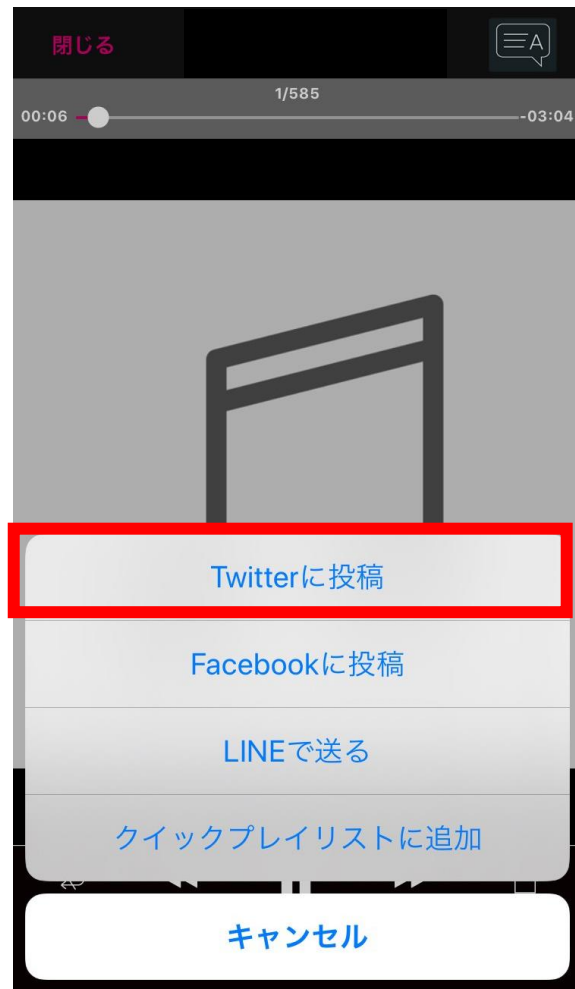 閉じる
A
1/585
00:06
-03:04
Twitterに投稿
Facebookに投稿
LINEで送る
クイックプレイリストに追加
キャンセル